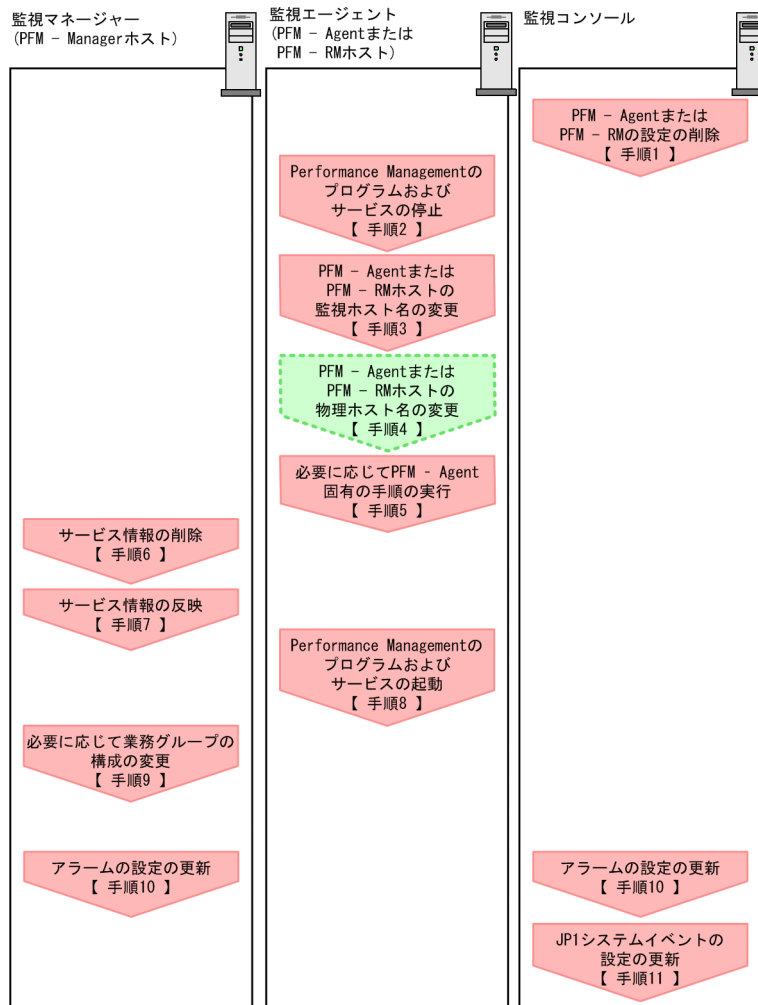 監視マネージャー
(PFM - Managerホスト)
監視エージェント
(PFM - Agentまたは
PFM - RMホスト)
監視コンソール
PFM - Agentまたは
PFM - RMの設定の削除
【 手順1 】
Performance Managementの
プログラムおよび
サービスの停止
【 手順2 】
PFM - Agentまたは
PFM - RMホストの
監視ホスト名の変更
【 手順3 】
PFM - Agentまたは
PFM - RMホストの
物理ホスト名の変更
【 手順4 】
必要に応じてPFM - Agent
固有の手順の実行
【 手順5 】
サービス情報の削除
【 手順6 】
サービス情報の反映
【 手順7 】
Performance Managementの
プログラムおよび
サービスの起動
【 手順8 】
必要に応じて業務グループの
構成の変更
【 手順9 】
アラームの設定の更新
【 手順10 】
アラームの設定の更新
【 手順10 】
JP1システムイベントの
設定の更新
【 手順11 】